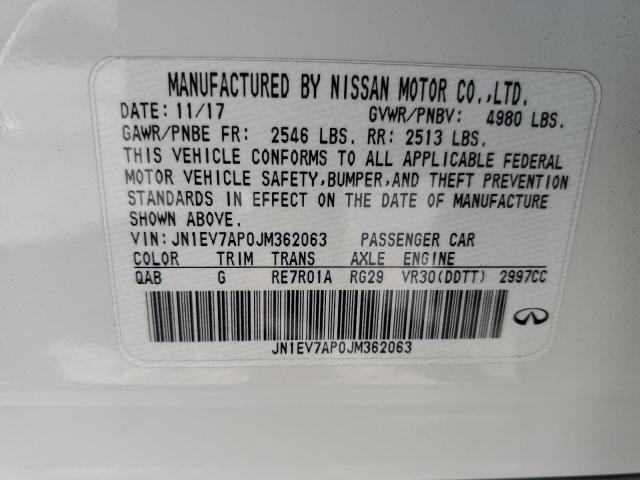 MANUFACTURED BY NISSAN MOTOR CO.,LTD.
DATE: 11/17 GVWR/PNBV: 4980 LBS.
GAWR/PNBE FR: 2546 LBS. RR: 2513 LBS.
THIS VEHICLE CONFORMS TO ALL APPLICABLE FEDERAL
MOTOR VEHICLE SAFETY,BUMPER,AND THEFT PREVENTION
STANDARDS IN EFFECT ON THE DATE OF MANUFACTURE
SHOWN ABOVE.
VIN: JN1EV7AP0JM362063 PASSENGER CAR
COLOR TRIM TRANS AXLE ENGINE
QAB G RE7R01A RG29 VR30(DDTT) 2997CC
JN1EV7AP0JM362063